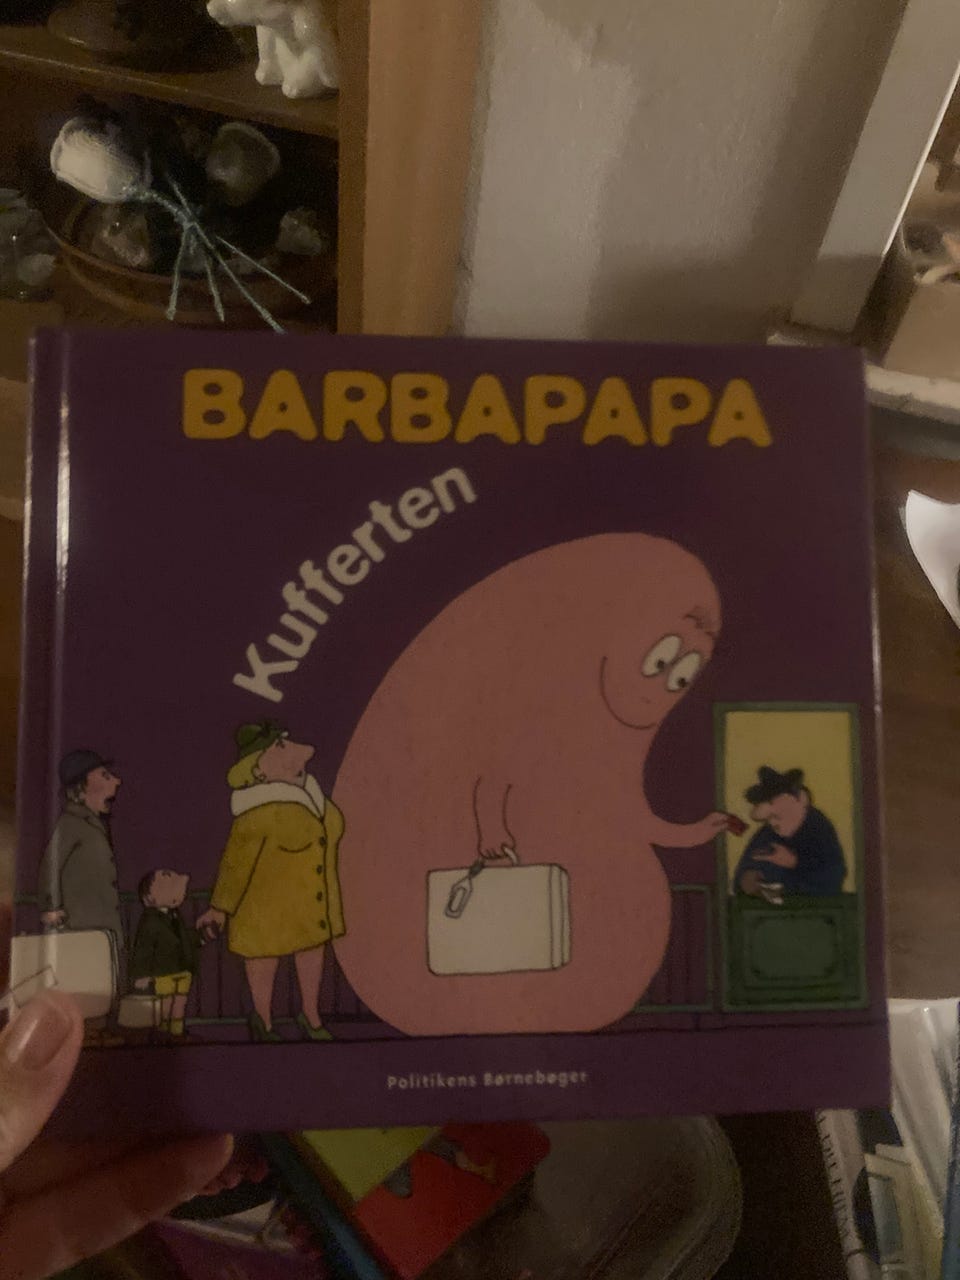 BARBAPAPA
Kufferten
Politikens Børnebøger